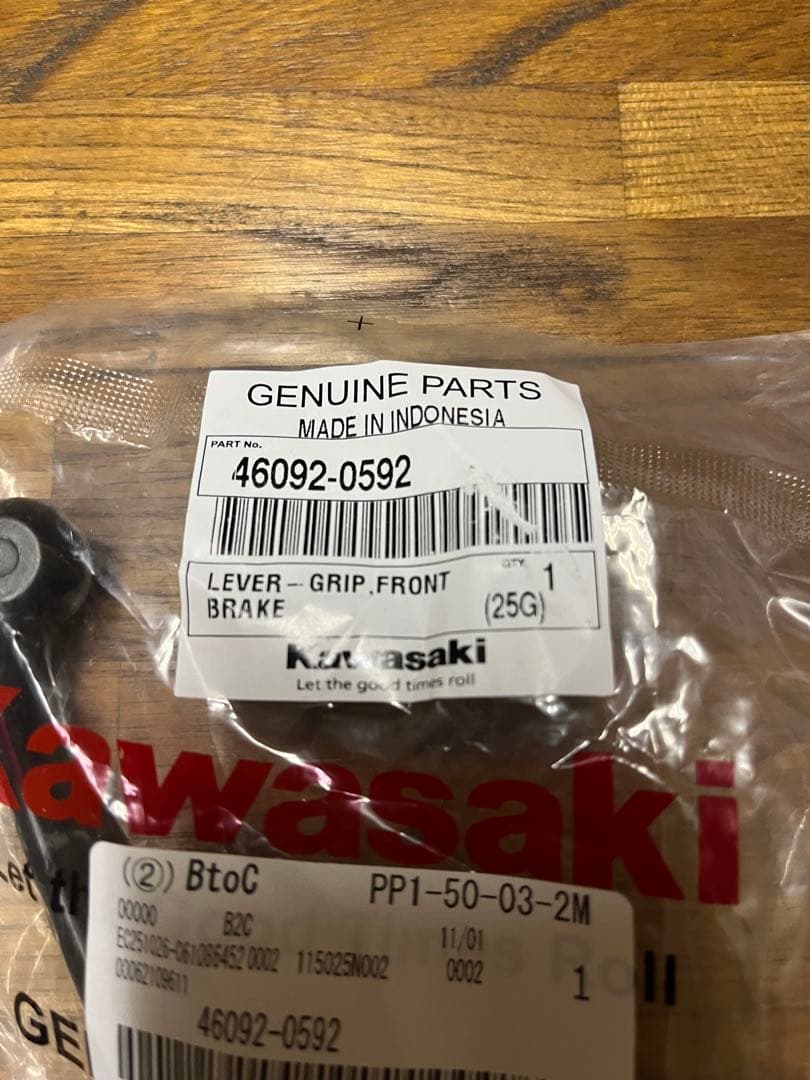 GENUINE PARTS
MADE IN INDONESIA
PART No.
46092-0592
LEVER-GRIP,FRONT
BRAKE
QTY. 1
(25G)
Kawasaki
Let the good times roll
Kawasaki
(②) BtoC PP1-50-03-2M
00000 B2C 11/01
EC251026-061086452 0002 115025N002 0002 1
00062109611
46092-0592
GE